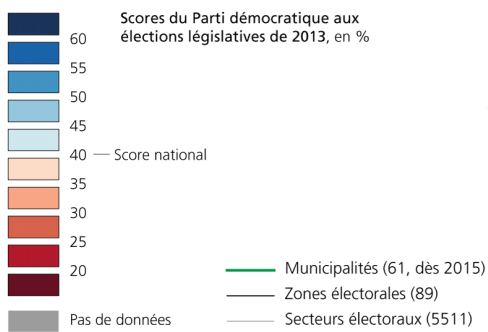 Scores du Parti démocratique aux
élections législatives de 2013, en %
60
55
50
45
40 Score national
35
30
25
20
Pas de données
Municipalités (61, dès 2015)
Zones électorales (89)
Secteurs électoraux (5511)